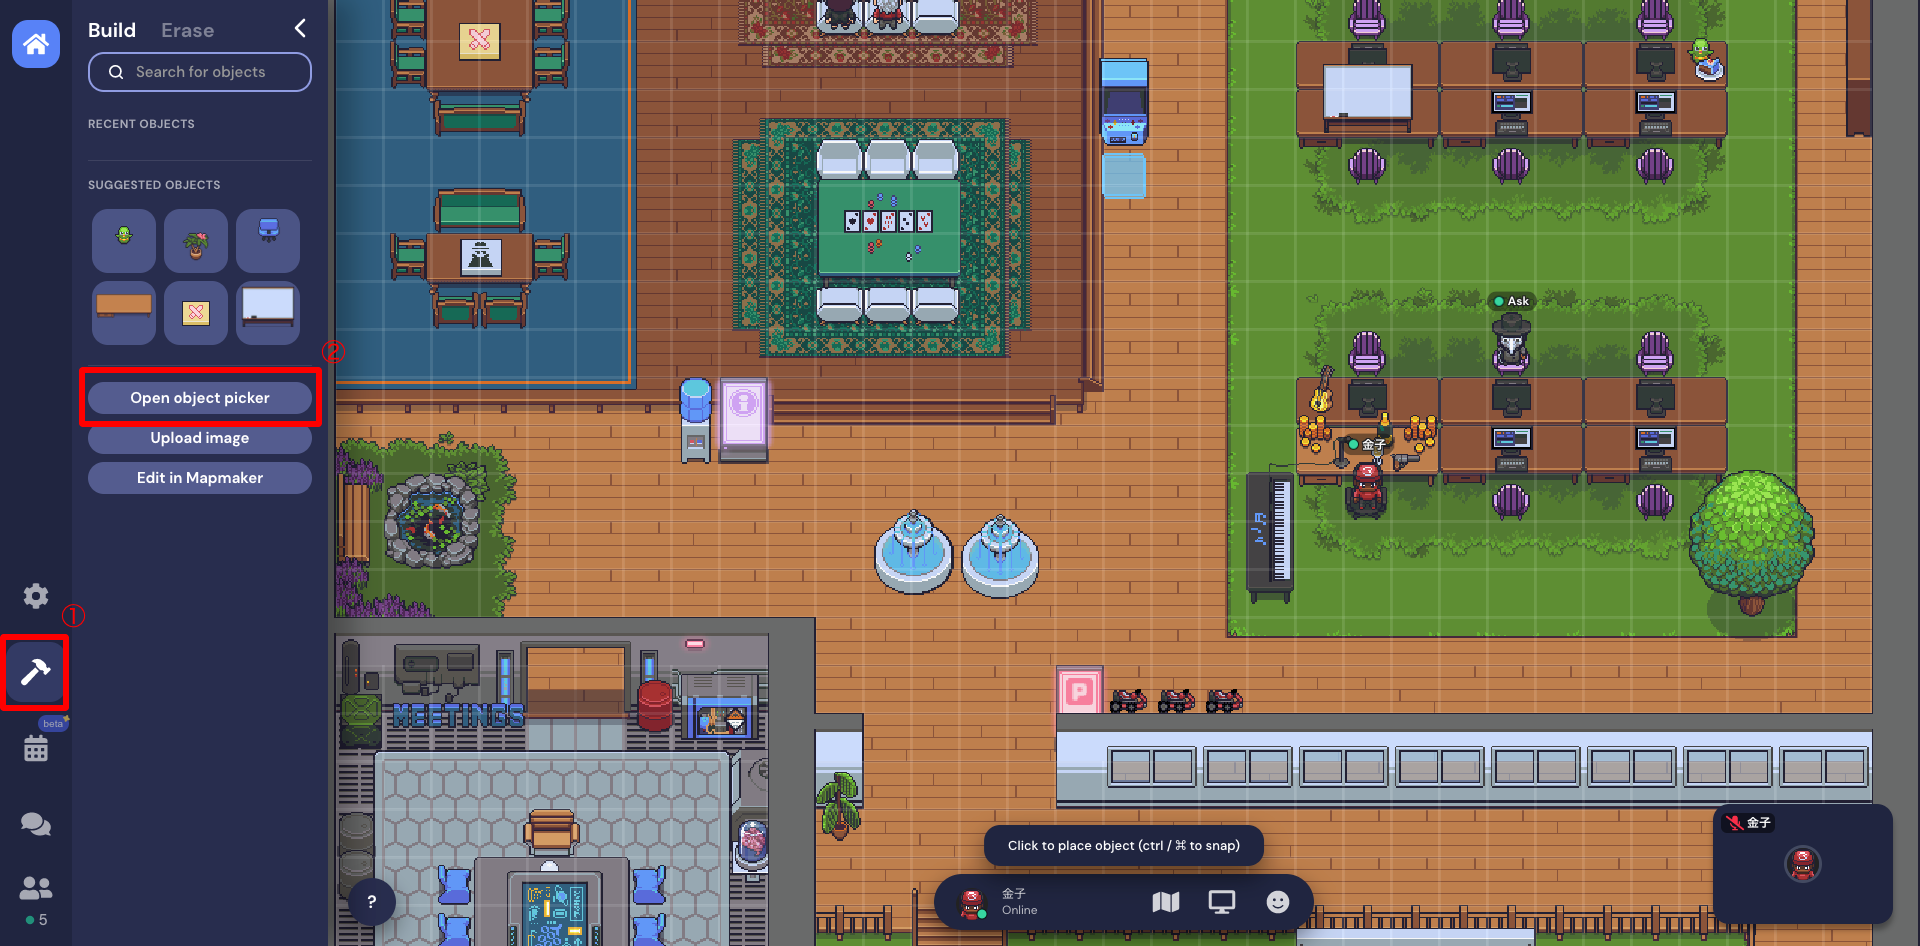 Build Erase
Search for objects
RECENT OBJECTS
SUGGESTED OBJECTS
②
Open object picker
Upload image
Edit in Mapmaker
①
beta
5
?
Ask
金子
MEETINGS
P
Click to place object (ctrl / ⌘ to snap)
金子
Online
金子